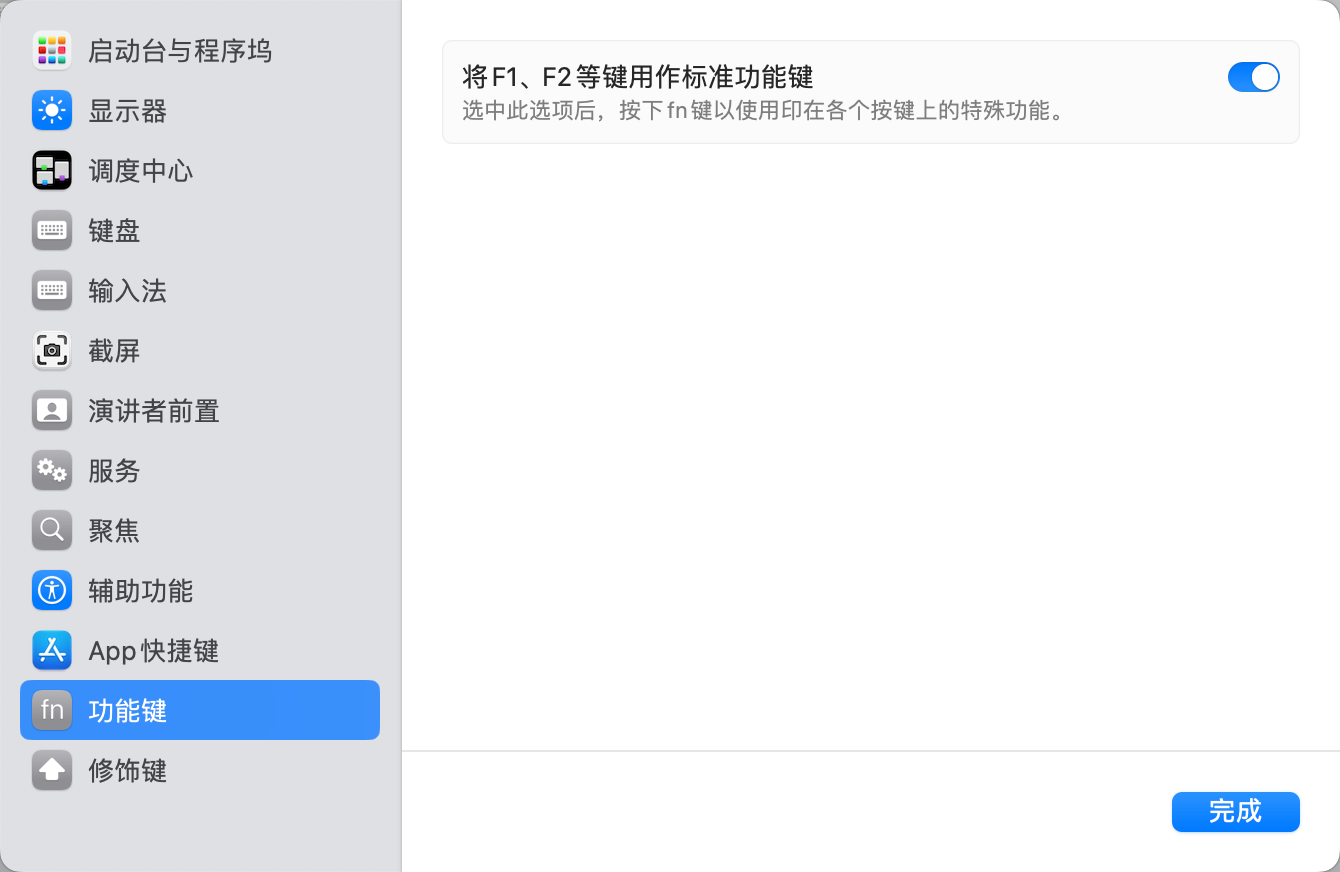 启动台与程序坞
显示器
调度中心
键盘
输入法
截屏
演讲者前置
服务
聚焦
辅助功能
App快捷键
fn 功能键
修饰键
将F1、F2等键用作标准功能键
选中此选项后，按下fn键以使用印在各个按键上的特殊功能。
完成